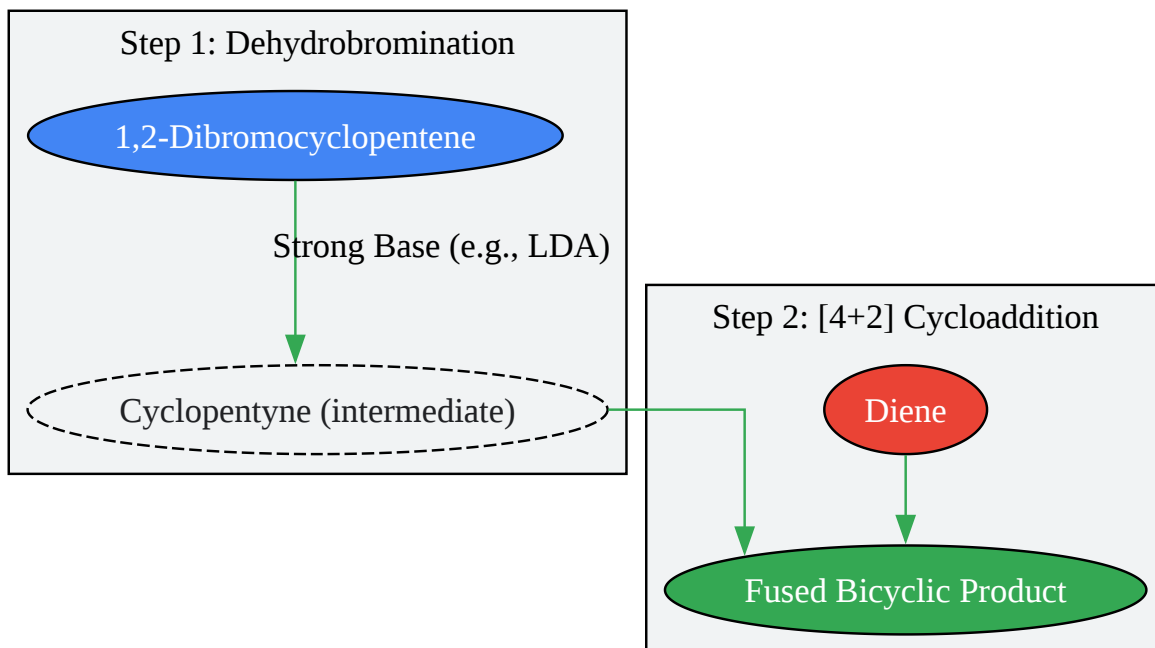 Step 1: Dehydrobromination
1,2-Dibromocyclopentene
Strong Base (e.g., LDA)
Cyclopentyne (intermediate)
Step 2: [4+2] Cycloaddition
Diene
Fused Bicyclic Product